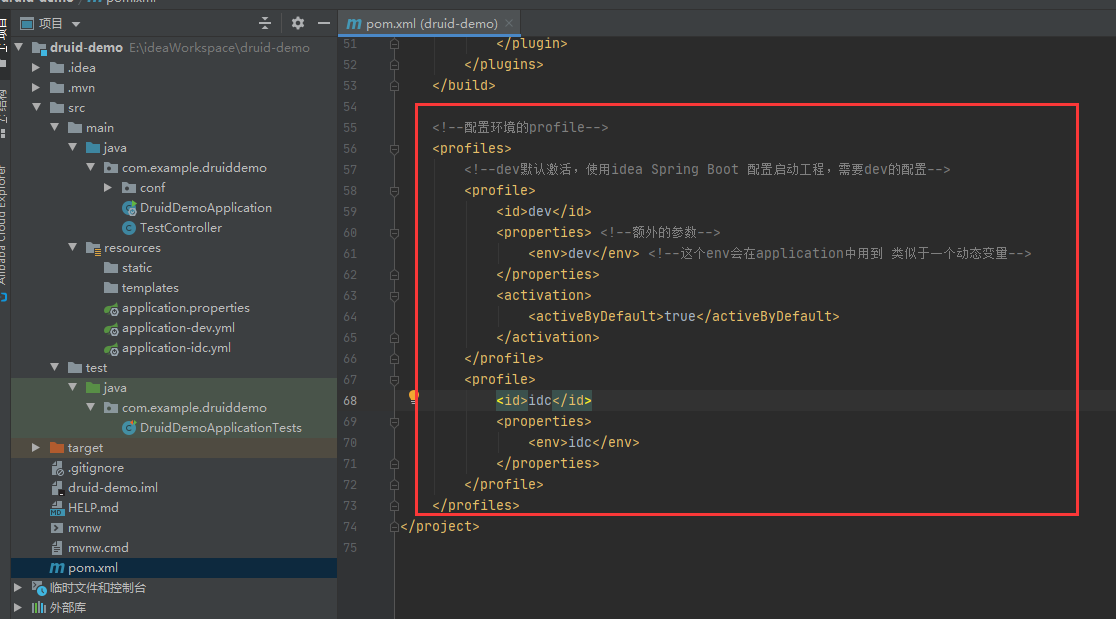 项目
pom.xml (druid-demo)
druid-demo E:\ideaWorkspace\druid-demo
.idea
.mvn
src
main
java
com.example.druiddemo
conf
DruidDemoApplication
TestController
resources
static
templates
application.properties
application-dev.yml
application-idc.yml
test
java
com.example.druiddemo
DruidDemoApplicationTests
target
.gitignore
druid-demo.iml
HELP.md
mvnw
mvnw.cmd
pom.xml
临时文件和控制台
外部库
51 </plugin>
52 </plugins>
53 </build>
54
55 <!--配置环境的profile-->
56 <profiles>
57 <!--dev默认激活，使用idea Spring Boot 配置启动工程，需要dev的配置-->
58 <profile>
59 <id>dev</id>
60 <properties> <!--额外的参数-->
61 <env>dev</env> <!--这个env会在application中用到 类似于一个动态变量-->
62 </properties>
63 <activation>
64 <activeByDefault>true</activeByDefault>
65 </activation>
66 </profile>
67 <profile>
68 <id>idc</id>
69 <properties>
70 <env>idc</env>
71 </properties>
72 </profile>
73 </profiles>
74 </project>
75